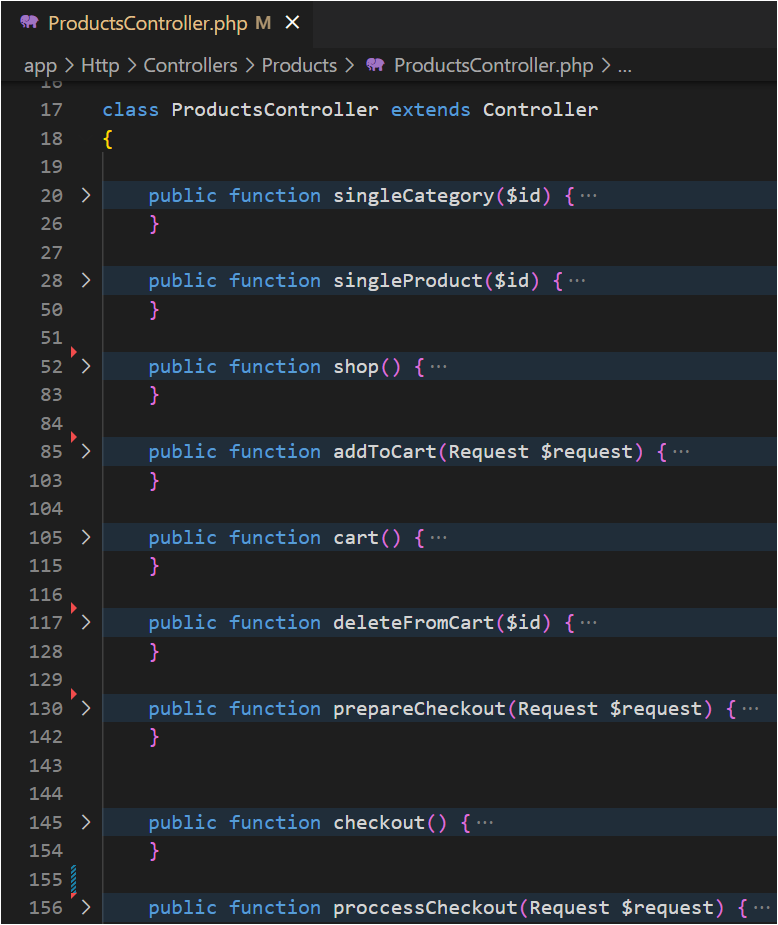 ProductsController.php M ×
app > Http > Controllers > Products > ProductsController.php > ...
16
17 class ProductsController extends Controller
18 {
19
20 > public function singleCategory($id) { ···
26 }
27
28 > public function singleProduct($id) { ···
50 }
51
52 > public function shop() { ···
83 }
84
85 > public function addToCart(Request $request) { ···
103 }
104
105 > public function cart() { ···
115 }
116
117 > public function deleteFromCart($id) { ···
128 }
129
130 > public function prepareCheckout(Request $request) { ···
142 }
143
144
145 > public function checkout() { ···
154 }
155
156 > public function proccessCheckout(Request $request) { ···